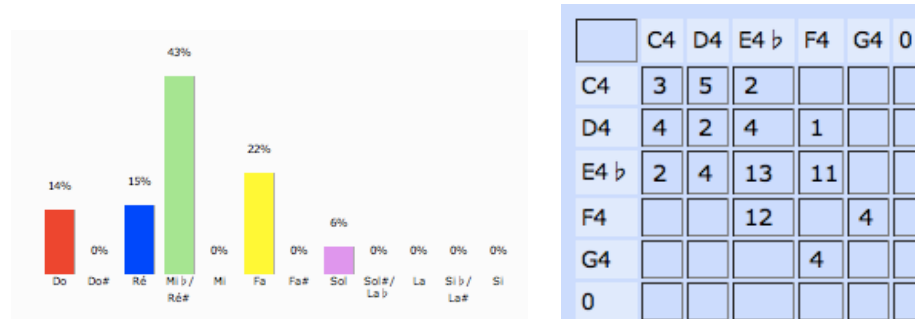 43%
22%
14%
15%
6%
0%
0%
0%
0%
0%
0%
0%
Do
Do#
Ré
Mi♭/
Ré#
Mi
Fa
Fa#
Sol
Sol#/
La♭
La
Si♭/
La#
Si
C4 D4 E4♭ F4 G4 0
C4 3 5 2
D4 4 2 4 1
E4♭ 2 4 13 11
F4 12 4
G4 4
0